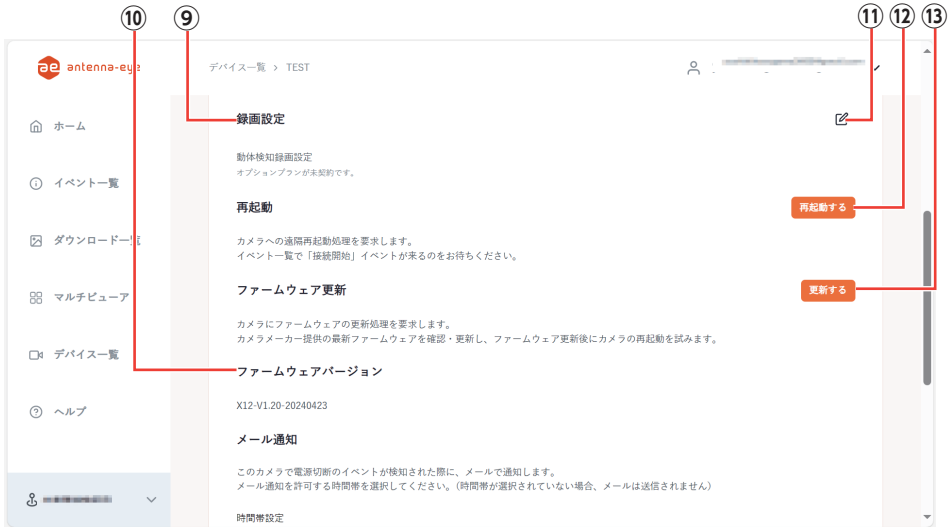 ⑩ ⑨ ⑪ ⑫ ⑬
ae antenna-eye
デバイス一覧 > TEST
ホーム
イベント一覧
ダウンロード一覧
マルチビューア
デバイス一覧
ヘルプ
録画設定
動体検知録画設定
オプションプランが未契約です。
再起動
再起動する
カメラへの遠隔再起動処理を要求します。
イベント一覧で「接続開始」イベントが来るのをお待ちください。
ファームウェア更新
更新する
カメラにファームウェアの更新処理を要求します。
カメラメーカー提供の最新ファームウェアを確認・更新し、ファームウェア更新後にカメラの再起動を試みます。
ファームウェアバージョン
X12-V1.20-20240423
メール通知
このカメラで電源切断のイベントが検知された際に、メールで通知します。
メール通知を許可する時間帯を選択してください。(時間帯が選択されていない場合、メールは送信されません)
時間帯設定